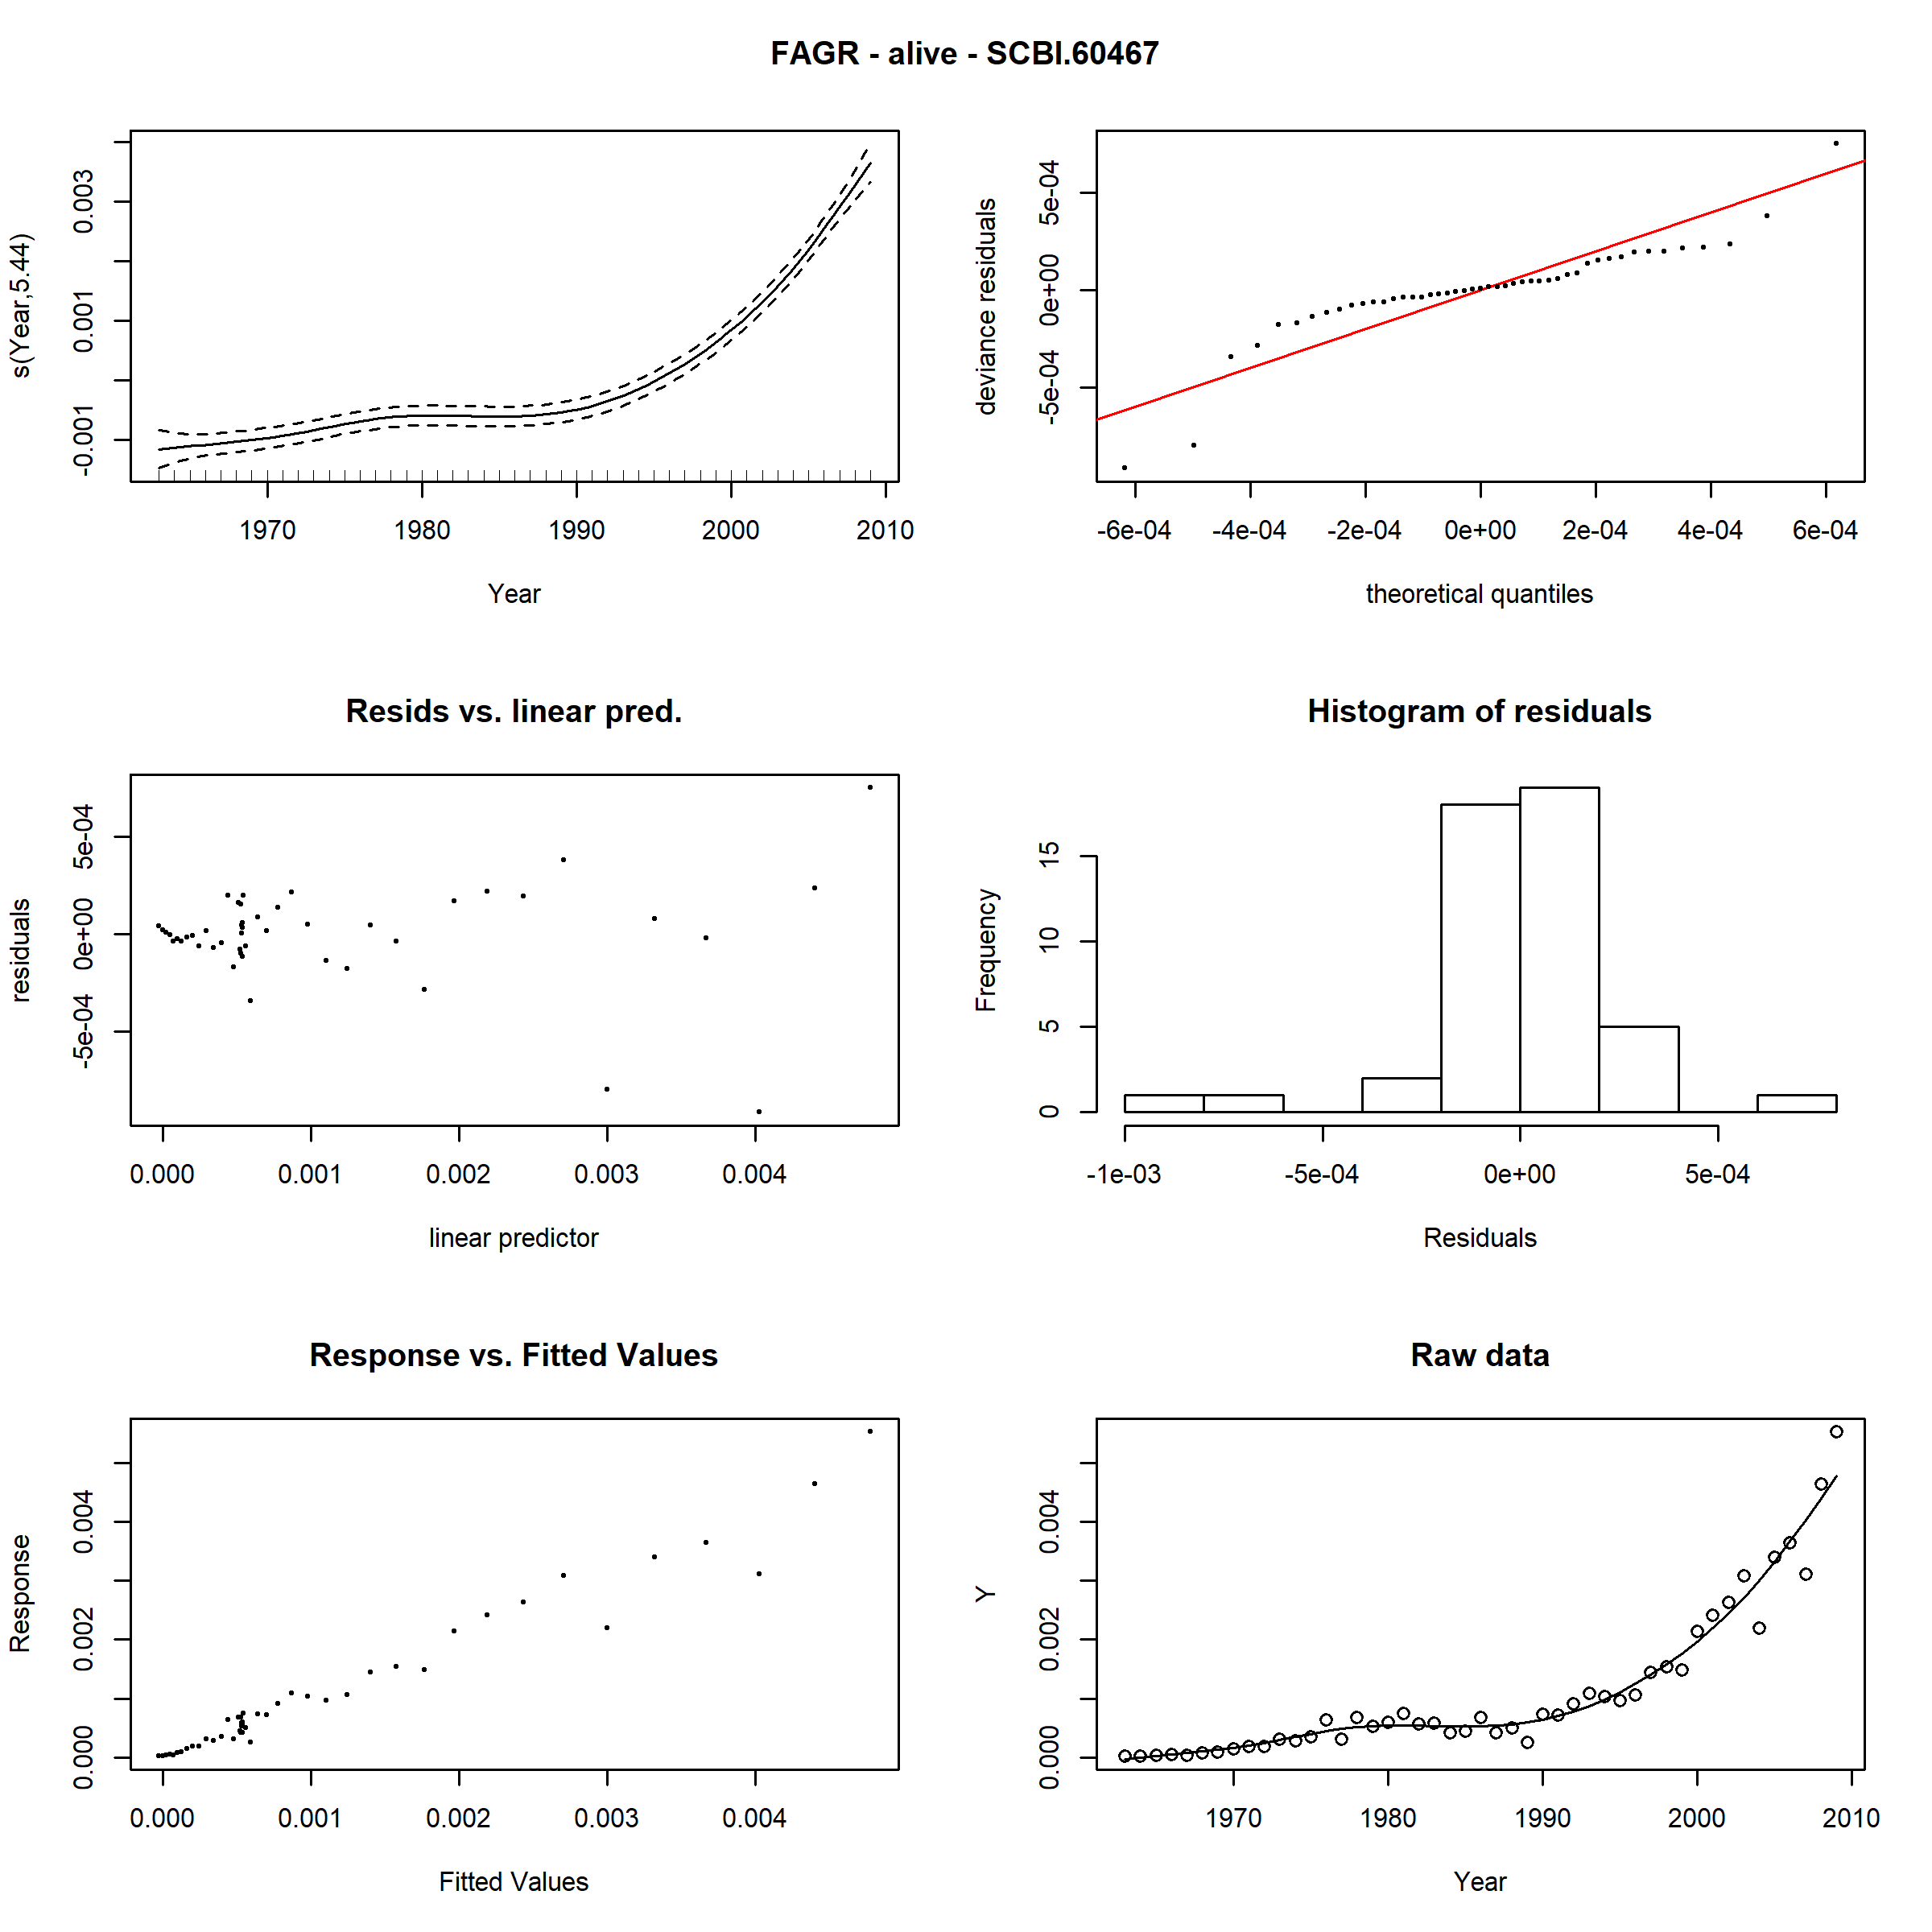 FAGR - alive - SCBI.60467
s(Year,5.44)
0.003
0.001
-0.001
1970 1980 1990 2000 2010
Year
deviance residuals
5e-04
0e+00
-5e-04
-6e-04 -4e-04 -2e-04 0e+00 2e-04 4e-04 6e-04
theoretical quantiles
Resids vs. linear pred.
residuals
5e-04
0e+00
-5e-04
0.000 0.001 0.002 0.003 0.004
linear predictor
Histogram of residuals
Frequency
15
10
5
0
-1e-03 -5e-04 0e+00 5e-04
Residuals
Response vs. Fitted Values
Response
0.004
0.002
0.000
0.000 0.001 0.002 0.003 0.004
Fitted Values
Raw data
Y
0.004
0.002
0.000
1970 1980 1990 2000 2010
Year